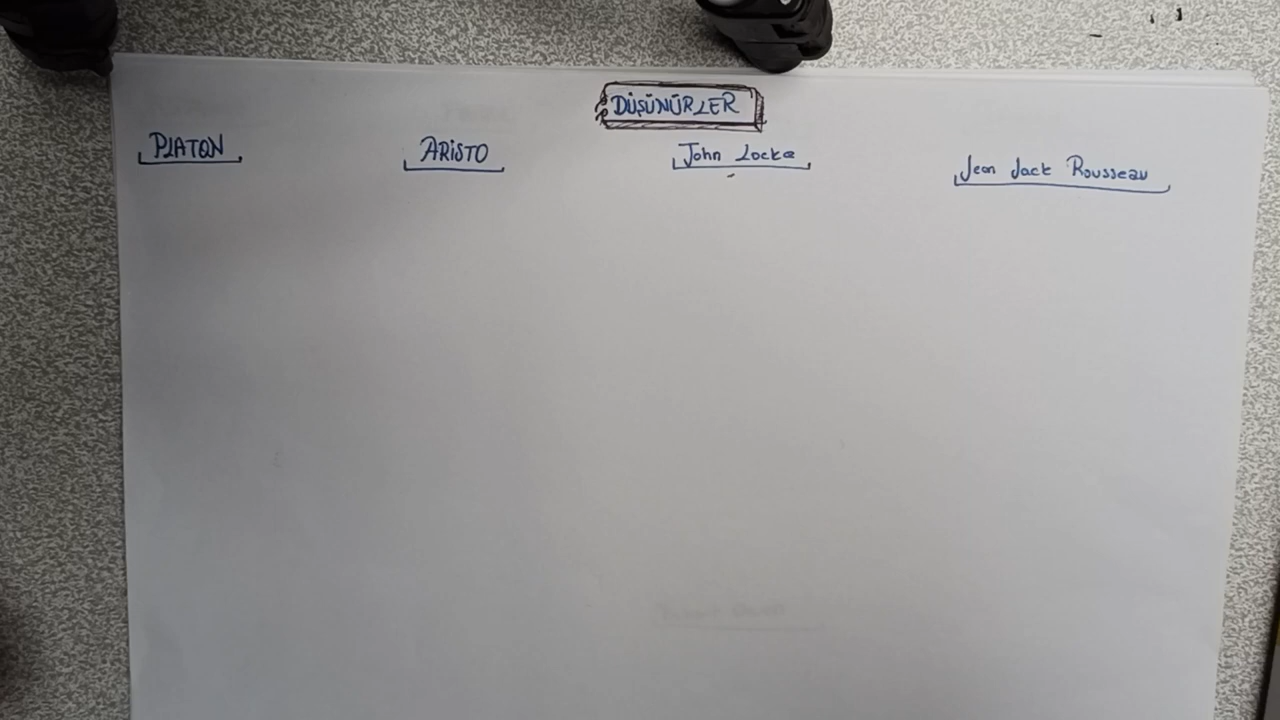 DÜŞÜNÜRLER
PLATON
ARİSTO
John Locke
Jean Jack Rousseau